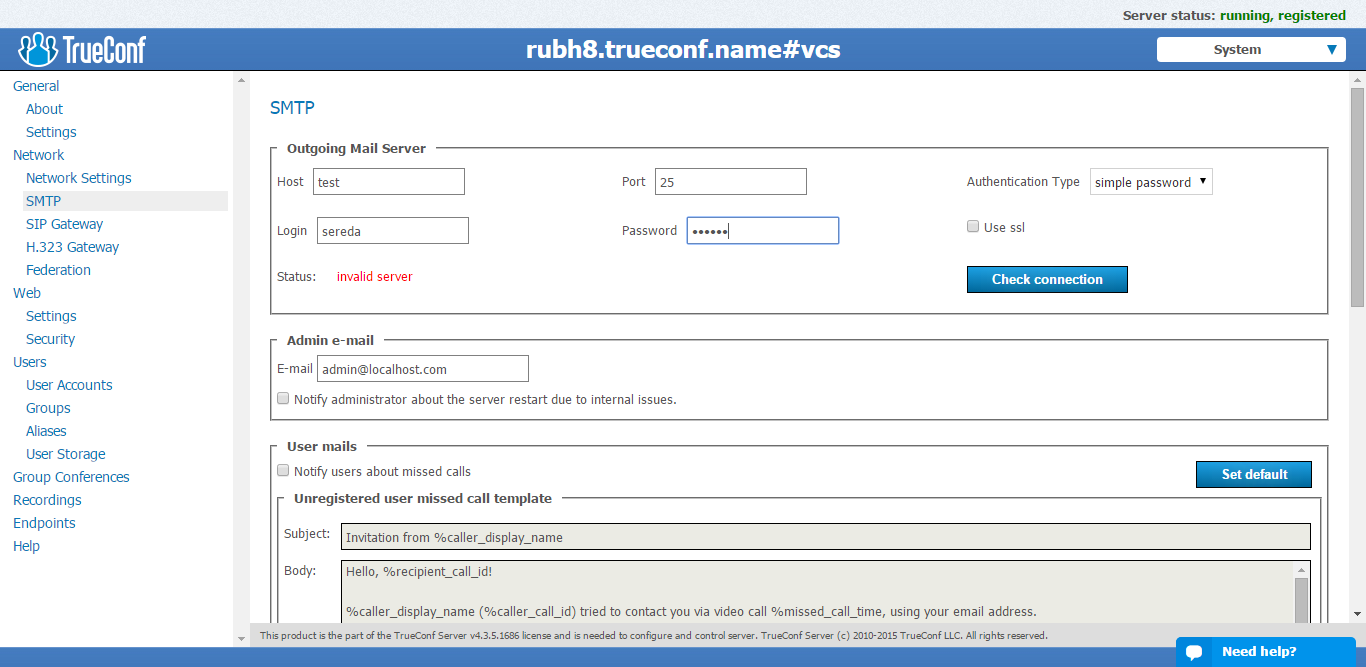 Server status: running, registered
TrueConf
rubh8.trueconf.name#vcs
System
General
About
Settings
Network
Network Settings
SMTP
SIP Gateway
H.323 Gateway
Federation
Web
Settings
Security
Users
User Accounts
Groups
Aliases
User Storage
Group Conferences
Recordings
Endpoints
Help
SMTP
Outgoing Mail Server
Host test Port 25 Authentication Type simple password
Login sereda Password •••••• Use ssl
Status: invalid server Check connection
Admin e-mail
E-mail admin@localhost.com
Notify administrator about the server restart due to internal issues.
User mails
Notify users about missed calls Set default
Unregistered user missed call template
Subject: Invitation from %caller_display_name
Body: Hello, %recipient_call_id!
%caller_display_name (%caller_call_id) tried to contact you via video call %missed_call_time, using your email address.
This product is the part of the TrueConf Server v4.3.5.1686 license and is needed to configure and control server. TrueConf Server (c) 2010-2015 TrueConf LLC. All rights reserved.
Need help?